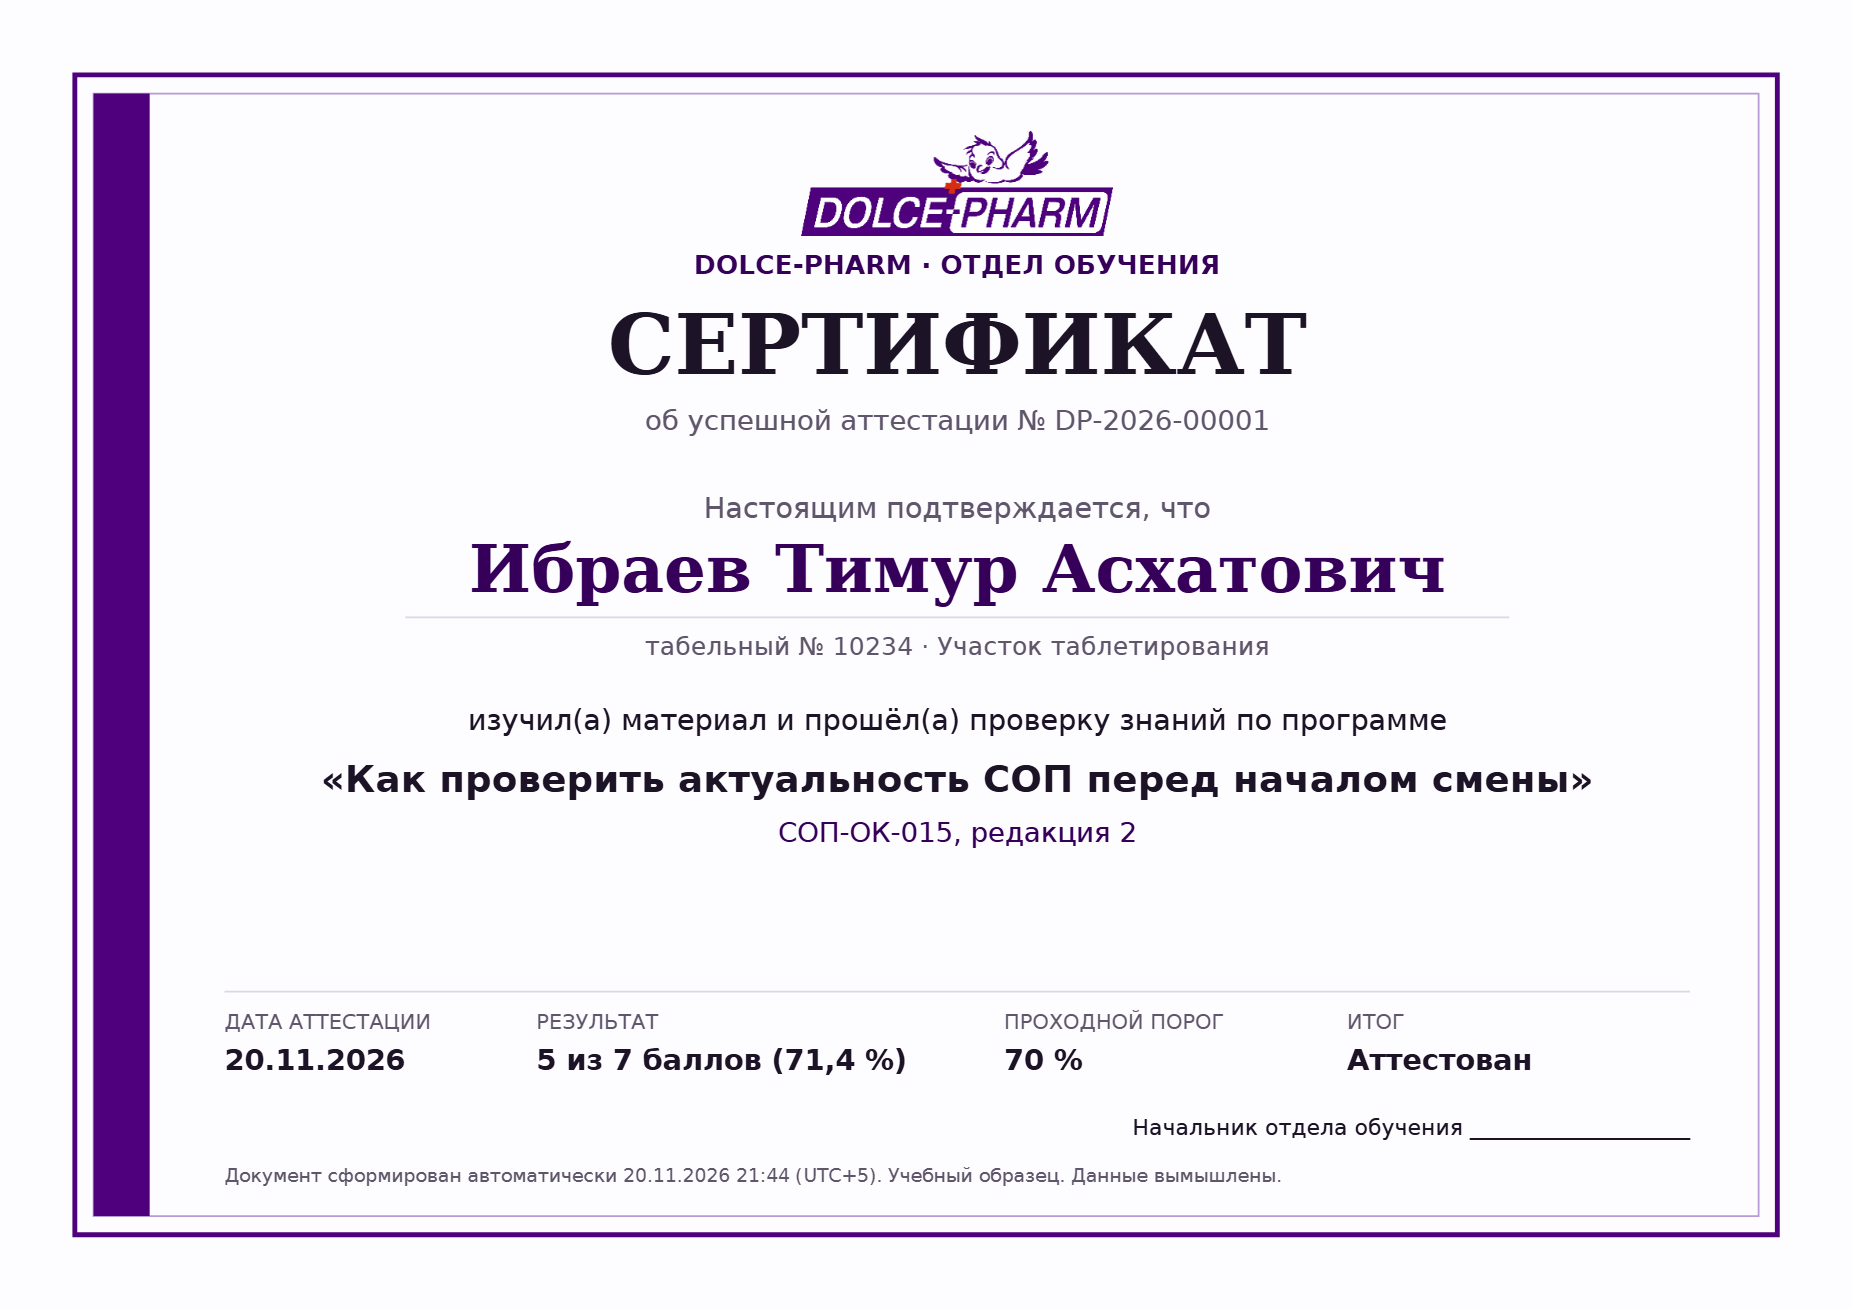 DOLCE-PHARM
DOLCE-PHARM · ОТДЕЛ ОБУЧЕНИЯ
СЕРТИФИКАТ
об успешной аттестации № DP-2026-00001
Настоящим подтверждается, что
Ибраев Тимур Асхатович
табельный № 10234 · Участок таблетирования
изучил(а) материал и прошёл(а) проверку знаний по программе
«Как проверить актуальность СОП перед началом смены»
СОП-ОК-015, редакция 2
ДАТА АТТЕСТАЦИИ РЕЗУЛЬТАТ ПРОХОДНОЙ ПОРОГ ИТОГ
20.11.2026 5 из 7 баллов (71,4 %) 70 % Аттестован
Начальник отдела обучения ____________________
Документ сформирован автоматически 20.11.2026 21:44 (UTC+5). Учебный образец. Данные вымышлены.